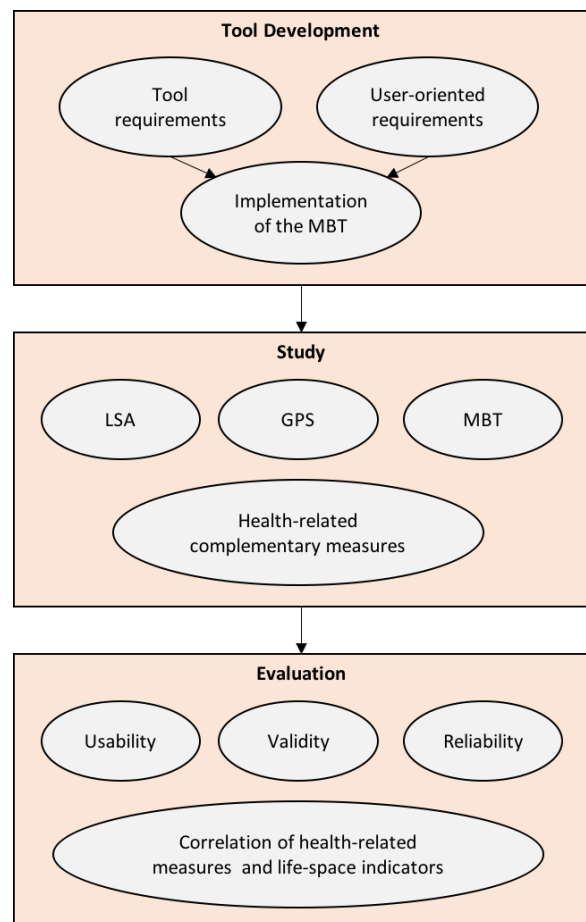 Tool Development
Tool
requirements
User-oriented
requirements
Implementation
of the MBT
Study
LSA
GPS
MBT
Health-related
complementary measures
Evaluation
Usability
Validity
Reliability
Correlation of health-related
measures and life-space indicators